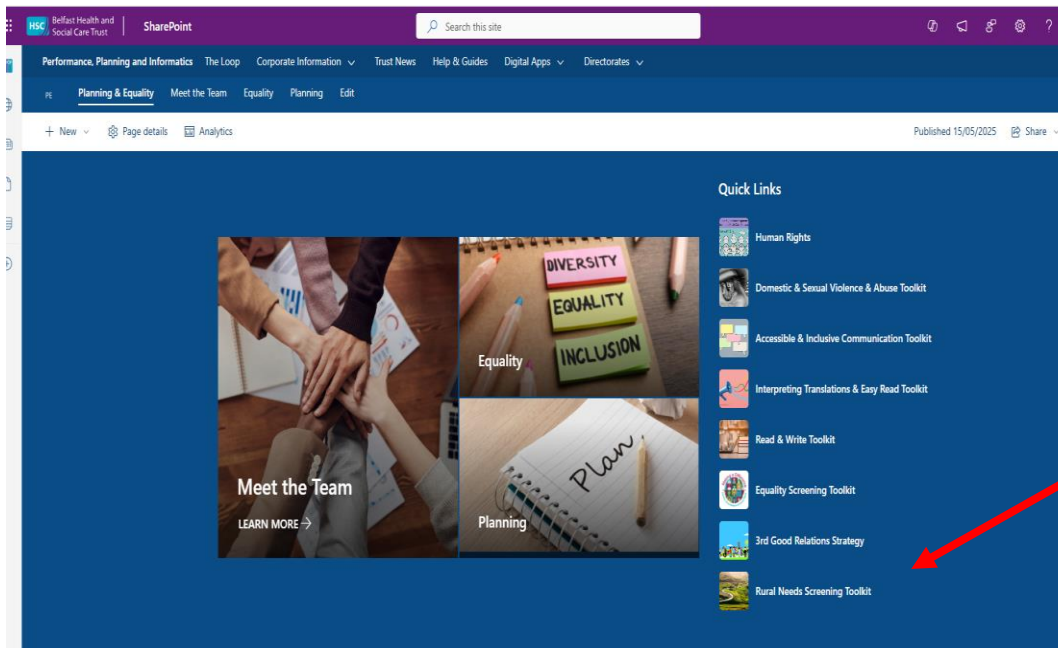 HSC Belfast Health and
Social Care Trust
SharePoint
Search this site
?
Performance, Planning and Informatics The Loop Corporate Information Trust News Help & Guides Digital Apps Directorates
PE Planning & Equality Meet the Team Equality Planning Edit
+ New Page details Analytics Published 15/05/2025 Share
Quick Links
Human Rights
Domestic & Sexual Violence & Abuse Toolkit
Accessible & Inclusive Communication Toolkit
Interpreting Translations & Easy Read Toolkit
Read & Write Toolkit
Equality Screening Toolkit
3rd Good Relations Strategy
Rural Needs Screening Toolkit
DIVERSITY
EQUALITY
INCLUSION
Equality
Plan
Planning
Meet the Team
LEARN MORE →